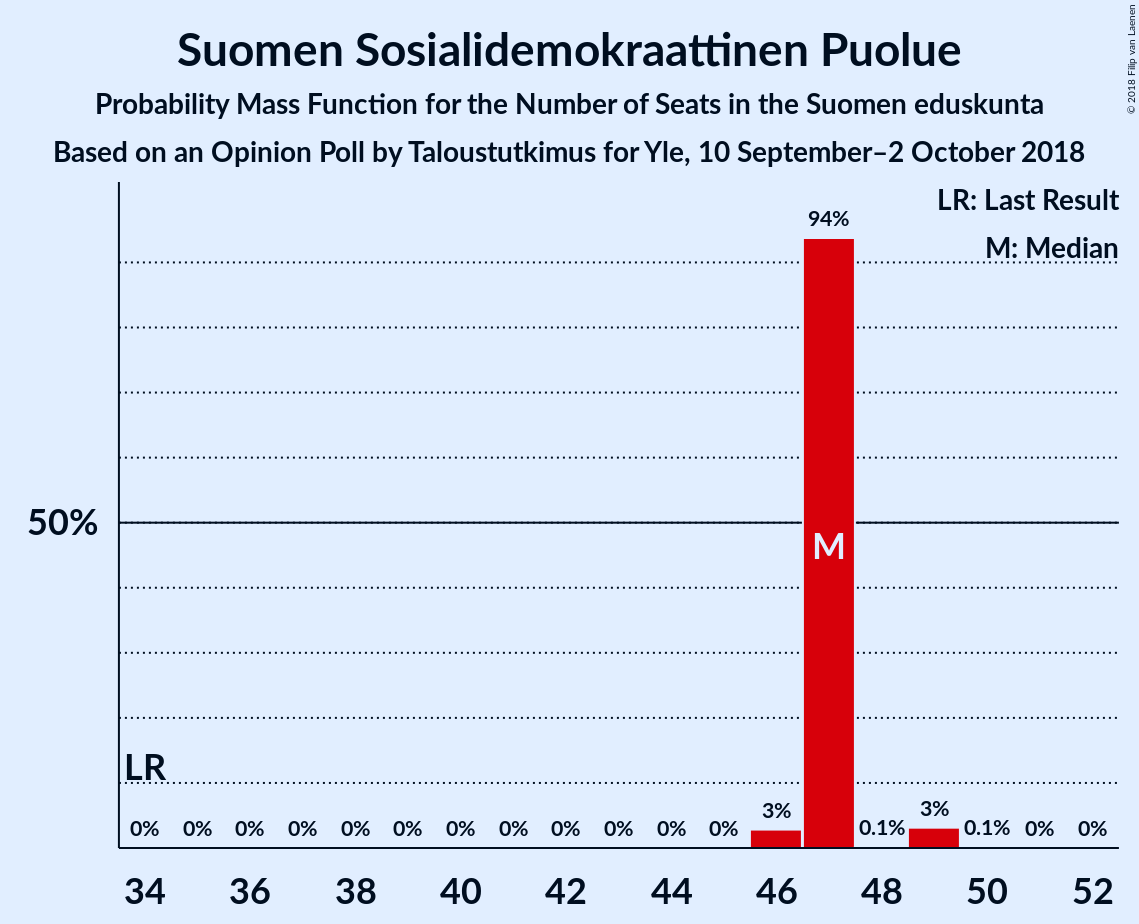 Suomen Sosialidemokraattinen Puolue
Probability Mass Function for the Number of Seats in the Suomen eduskunta
Based on an Opinion Poll by Taloustutkimus for Yle, 10 September–2 October 2018
© 2018 Filip van Laenen
LR: Last Result
M: Median
94%
50%
M
LR
0% 0% 0% 0% 0% 0% 0% 0% 0% 0% 0% 0% 3% 0.1% 3% 0.1% 0% 0%
34 36 38 40 42 44 46 48 50 52